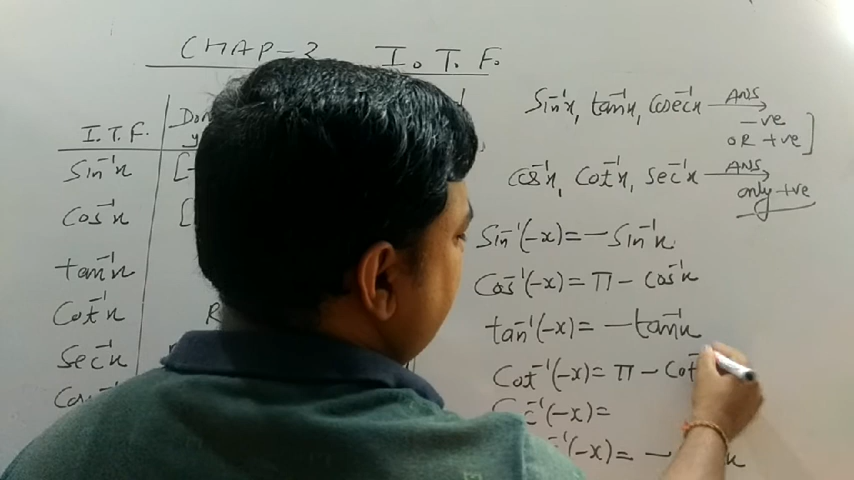 CHAP-2 I.T.F.
I.T.F.
Sin⁻¹x
Cos⁻¹x
tan⁻¹x
Cot⁻¹x
Sec⁻¹x
Sin⁻¹x, tan⁻¹x, Cosec⁻¹x ANS → -ve
OR +ve ]
Cos⁻¹x, Cot⁻¹x, Sec⁻¹x ANS →
only +ve
Sin⁻¹(-x) = -Sin⁻¹x
Cos⁻¹(-x) = π - Cos⁻¹x
tan⁻¹(-x) = -tan⁻¹x
Cot⁻¹(-x) = π - Cot
⁻¹(-x) =
⁻¹(-x) = -